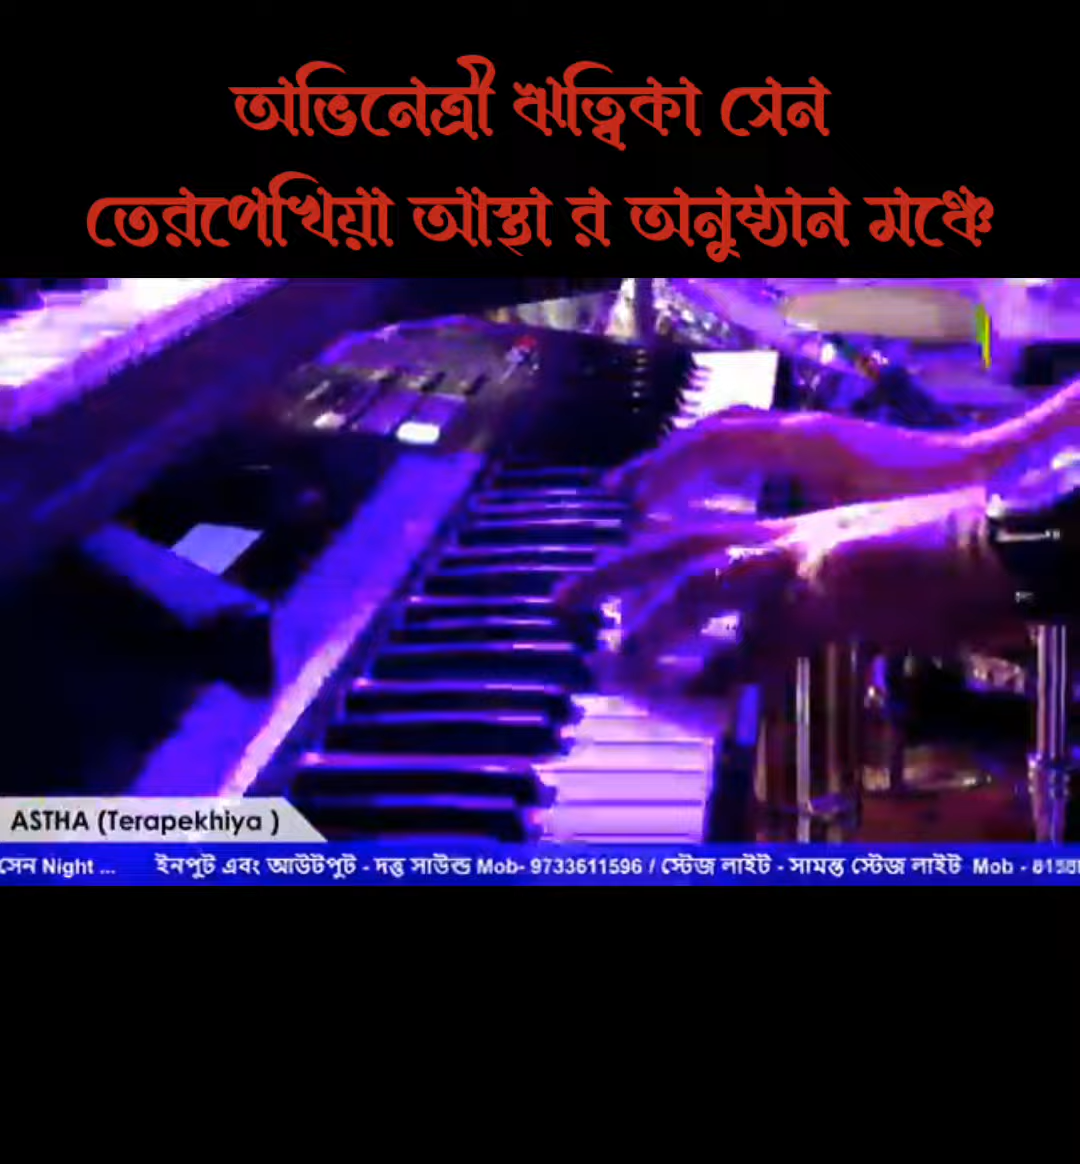 অভিনেত্রী ঋত্বিকা সেন
তেরপেখিয়া আস্থা র অনুষ্ঠান মঞ্চে
ASTHA (Terapekhiya )
সেন Night ... ইনপুট এবং আউটপুট - দত্ত সাউন্ড Mob- 9733611596 / স্টেজ লাইট - সামন্ত স্টেজ লাইট Mob -